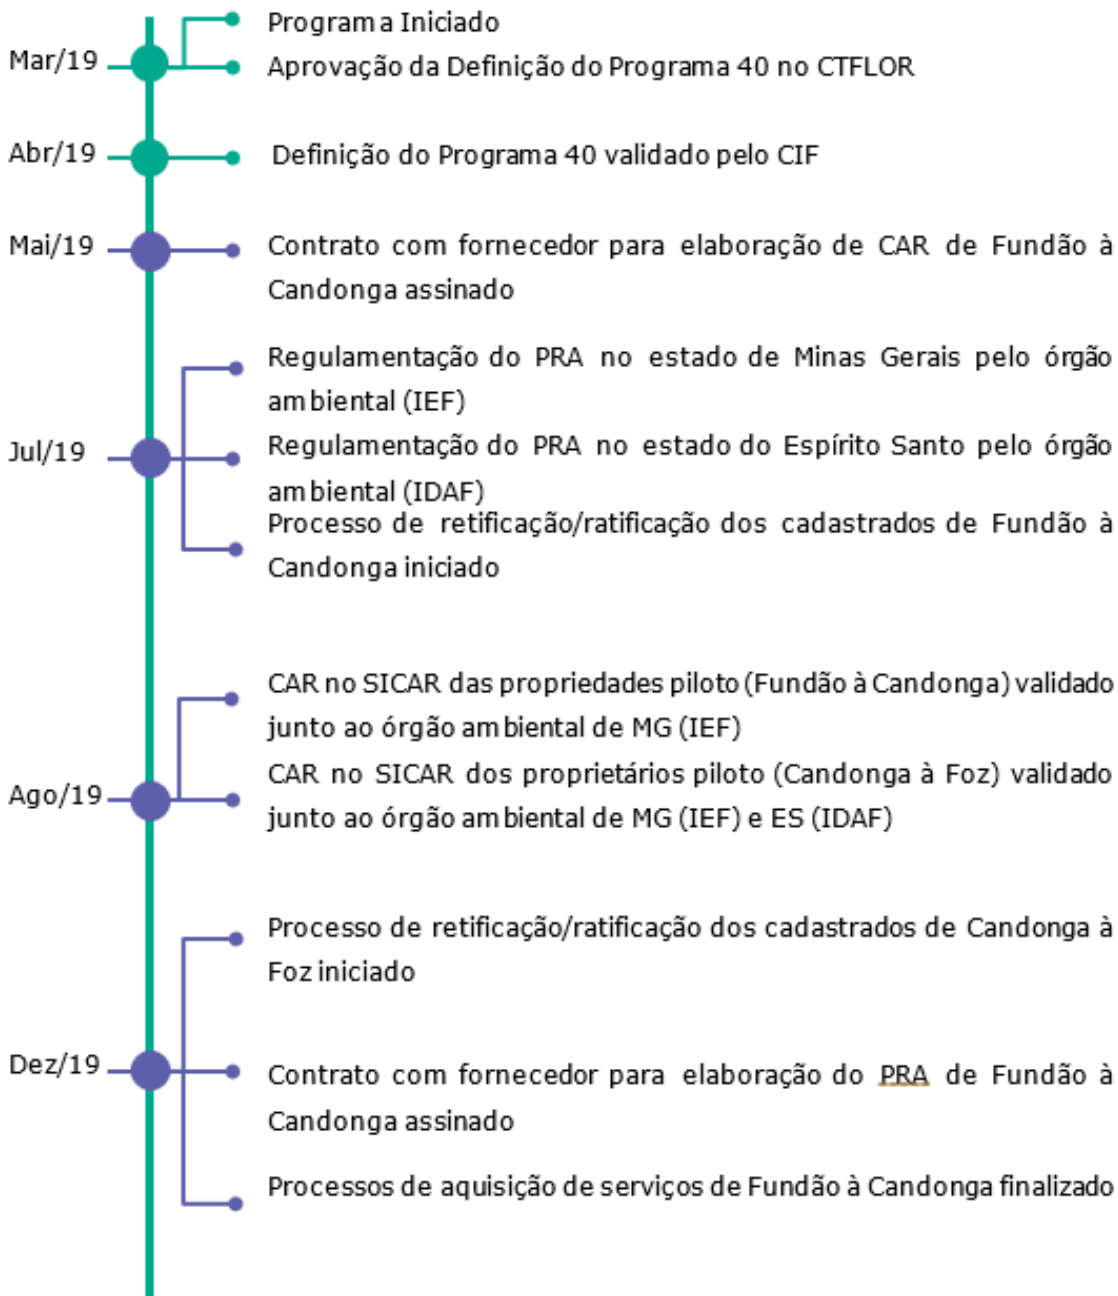 Programa Iniciado
Mar/19
Aprovação da Definição do Programa 40 no CTFLOR
Abr/19
Definição do Programa 40 validado pelo CIF
Mai/19
Contrato com fornecedor para elaboração de CAR de Fundão à
Candonga assinado
Regulamentação do PRA no estado de Minas Gerais pelo órgão
ambiental (IEF)
Jul/19
Regulamentação do PRA no estado do Espírito Santo pelo órgão
ambiental (IDAF)
Processo de retificação/ratificação dos cadastrados de Fundão à
Candonga iniciado
CAR no SICAR das propriedades piloto (Fundão à Candonga) validado
junto ao órgão ambiental de MG (IEF)
Ago/19
CAR no SICAR dos proprietários piloto (Candonga à Foz) validado
junto ao órgão ambiental de MG (IEF) e ES (IDAF)
Processo de retificação/ratificação dos cadastrados de Candonga à
Foz iniciado
Dez/19
Contrato com fornecedor para elaboração do PRA de Fundão à
Candonga assinado
Processos de aquisição de serviços de Fundão à Candonga finalizado